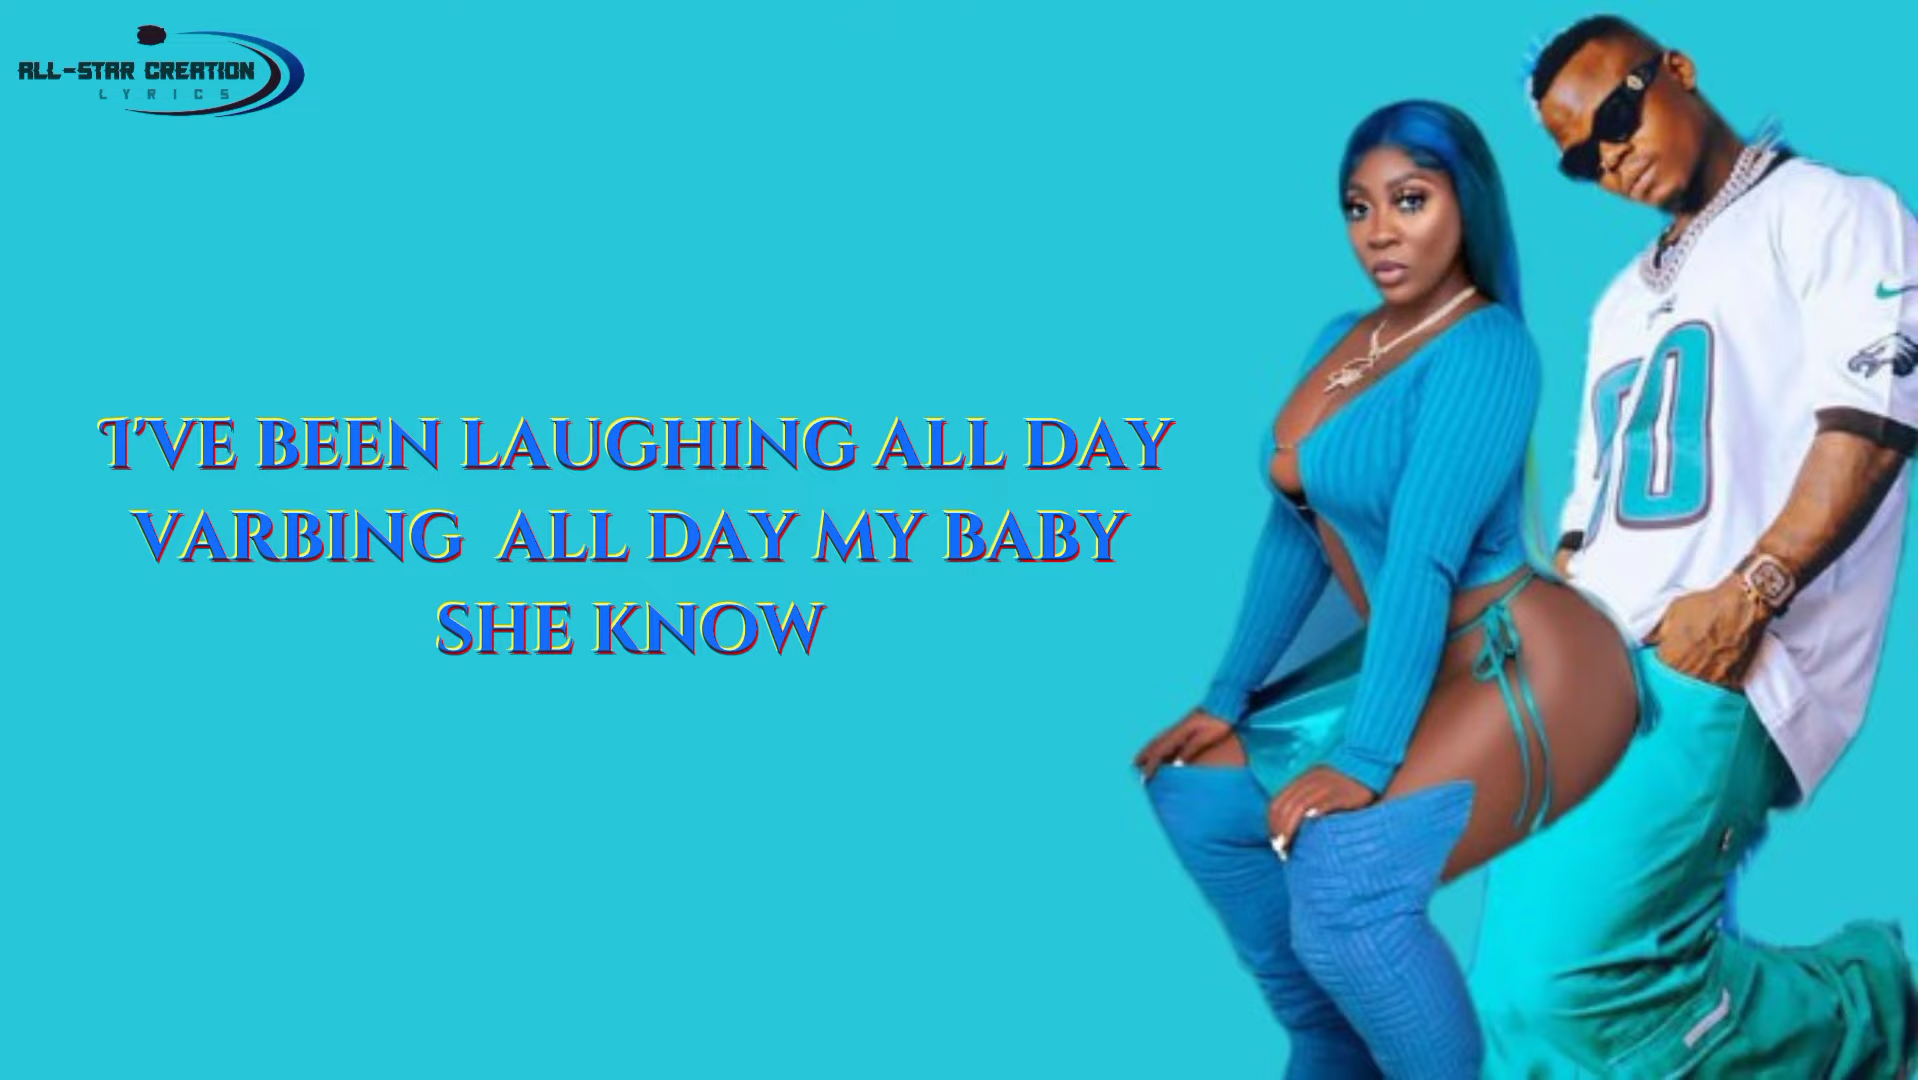 ALL-STAR CREATION
LYRICS
I'VE BEEN LAUGHING ALL DAY
VARBING ALL DAY MY BABY
SHE KNOW